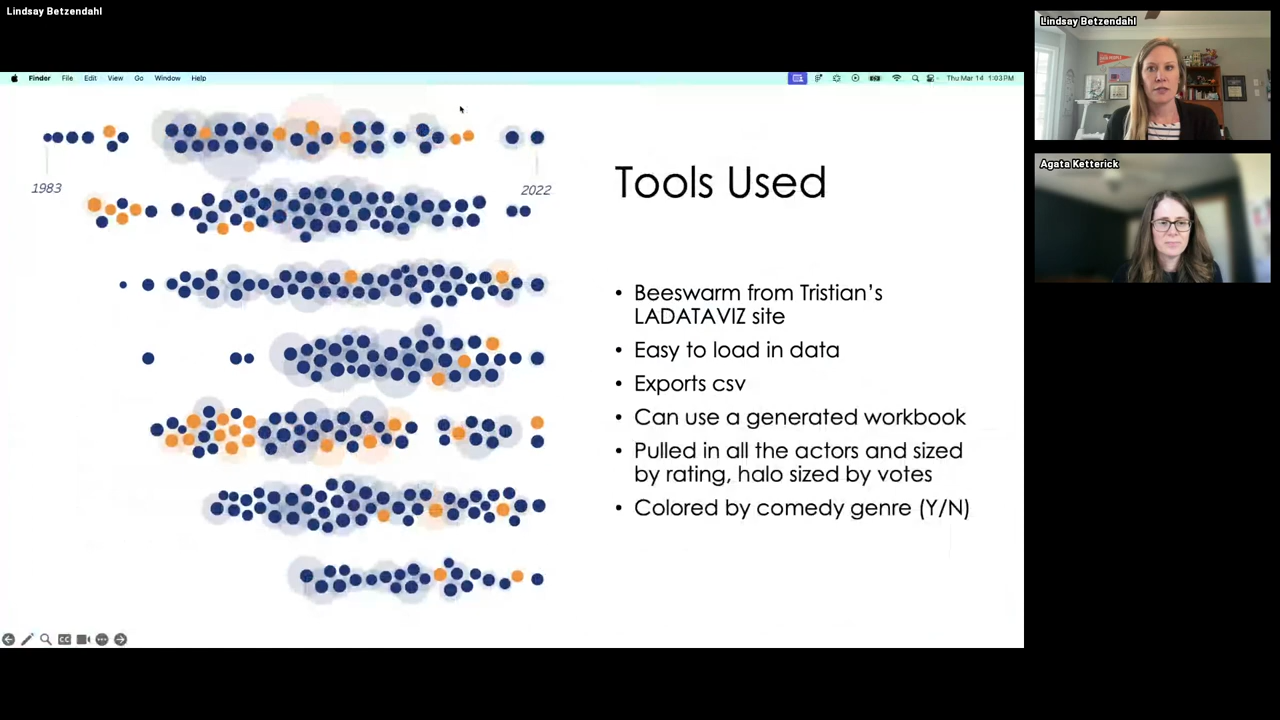 Lindsay Betzendahl
Finder File Edit View Go Window Help
Thu Mar 14 1:03PM
1983
2022
Tools Used
• Beeswarm from Tristian's
LADATAVIZ site
• Easy to load in data
• Exports csv
• Can use a generated workbook
• Pulled in all the actors and sized
by rating, halo sized by votes
• Colored by comedy genre (Y/N)
CC
Lindsay Betzendahl
Agata Ketterick